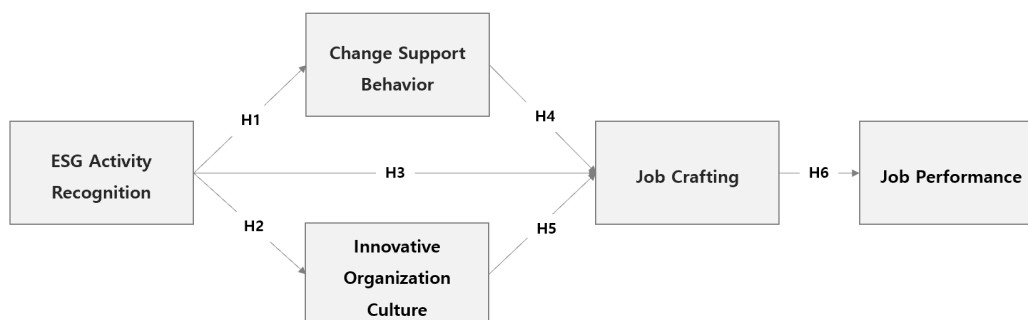 Change Support
Behavior
H1
H4
ESG Activity
Recognition
H3
Job Crafting
H6
Job Performance
H2
H5
Innovative
Organization
Culture